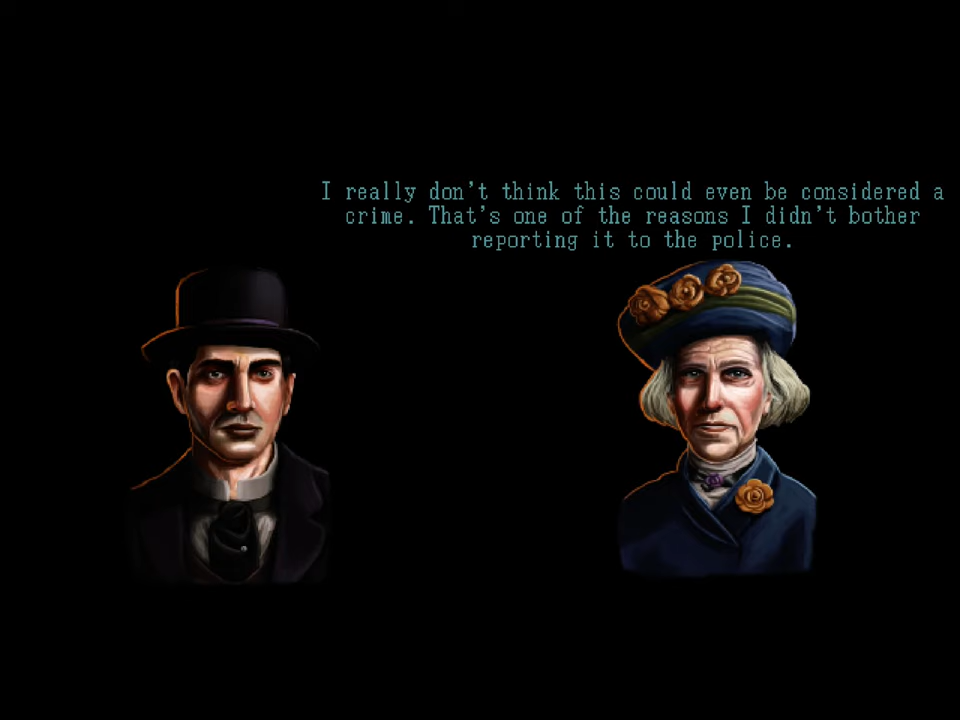 I really don't think this could even be considered a
crime. That's one of the reasons I didn't bother
reporting it to the police.